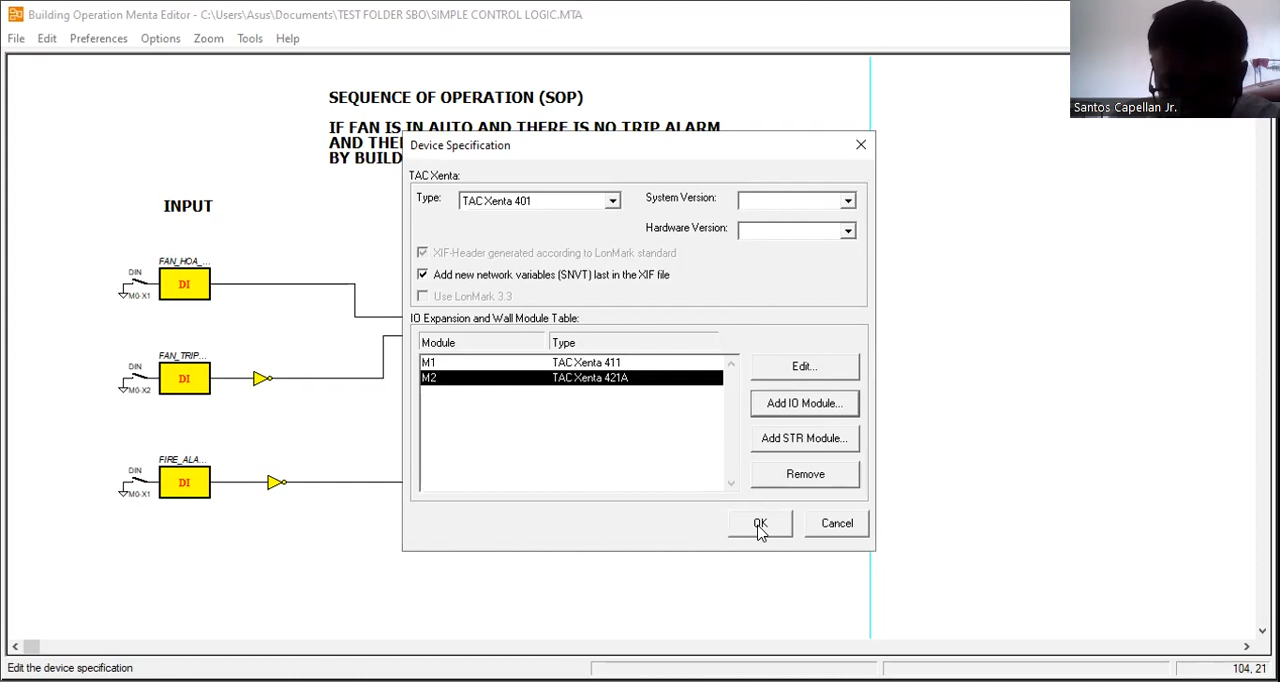 Building Operation Menta Editor - C:\Users\Asus\Documents\TEST FOLDER SBO\SIMPLE CONTROL LOGIC.MTA
File Edit Preferences Options Zoom Tools Help
Santos Capellan Jr.
SEQUENCE OF OPERATION (SOP)
IF FAN IS IN AUTO AND THERE IS NO TRIP ALARM
AND THE
BY BUILD
INPUT
FAN_HOA_...
DIN
DI
M0-X1
FAN_TRIP...
DIN
DI
M0-X2
FIRE_ALA...
DIN
DI
M0-X1
Device Specification
TAC Xenta:
Type: TAC Xenta 401
System Version:
Hardware Version:
XIF-Header generated according to LonMark standard
Add new network variables (SNVT) last in the XIF file
Use LonMark 3.3
IO Expansion and Wall Module Table:
Module Type
M1 TAC Xenta 411
M2 TAC Xenta 421A
Edit...
Add IO Module...
Add STR Module...
Remove
OK Cancel
Edit the device specification
104, 21